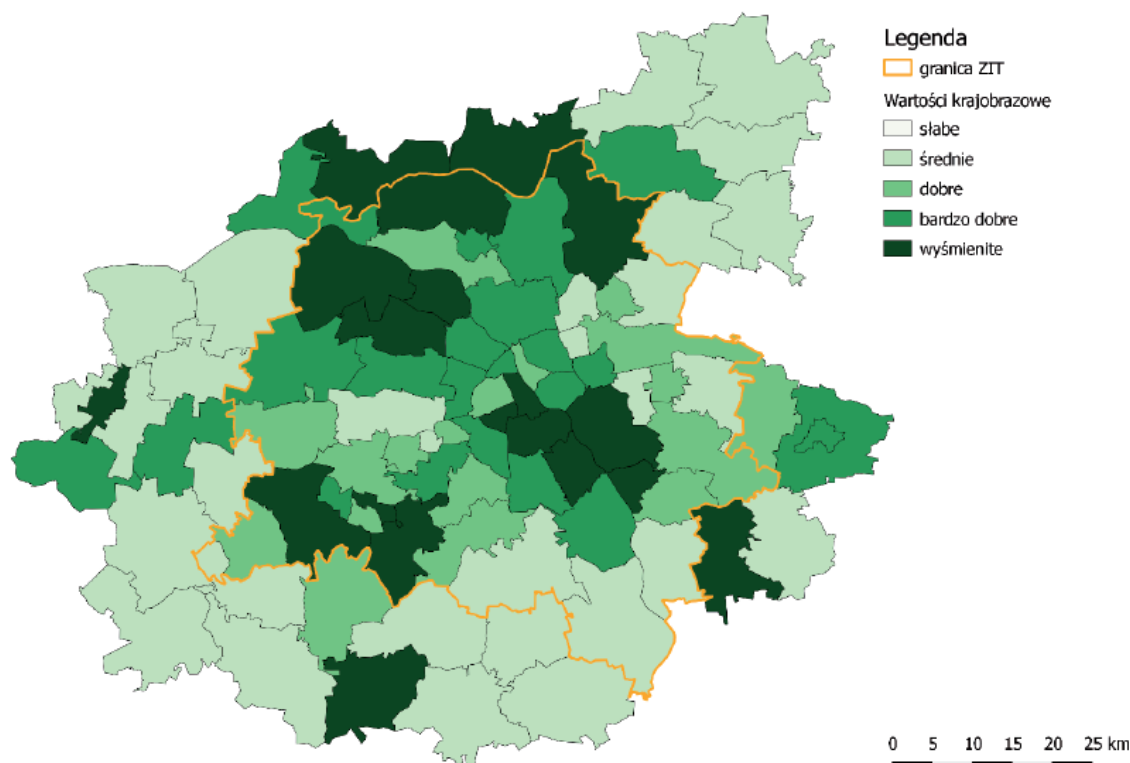 Legenda
granica ZIT
Wartości krajobrazowe
słabe
średnie
dobre
bardzo dobre
wyśmienite
0 5 10 15 20 25 km